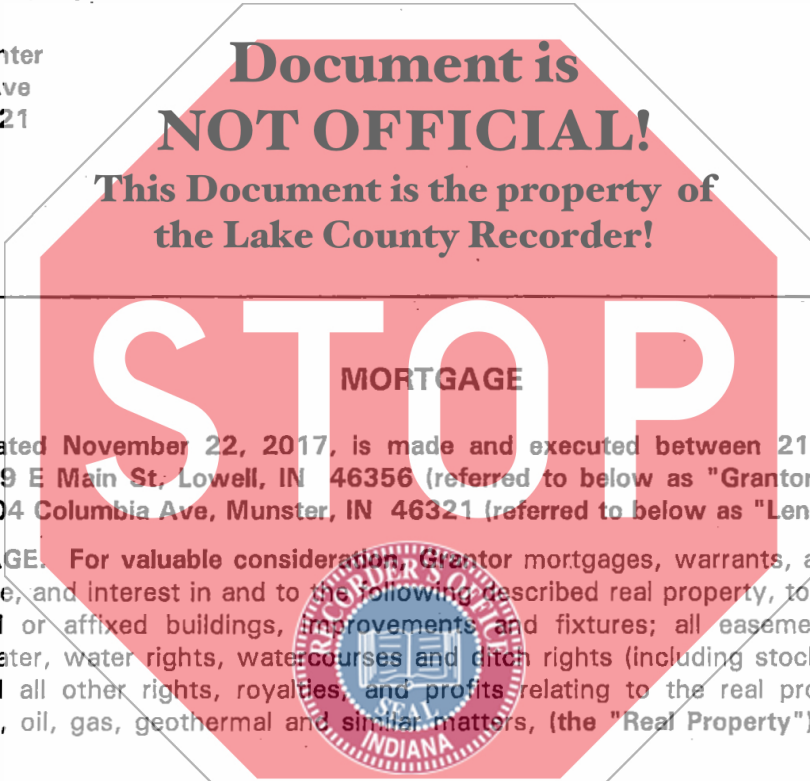 nter
ve
21
Document is
NOT OFFICIAL!
This Document is the property of
the Lake County Recorder!
STOP
MORTGAGE
ated November 22, 2017, is made and executed between 21
9 E Main St, Lowell, IN 46356 (referred to below as "Grantor
04 Columbia Ave, Munster, IN 46321 (referred to below as "Len
GE. For valuable consideration, Grantor mortgages, warrants, a
e, and interest in and to the following described real property, to
or affixed buildings, improvements and fixtures; all easeme
ater, water rights, watercourses and ditch rights (including stock
all other rights, royalties, and profits relating to the real pro
, oil, gas, geothermal and similar matters, (the "Real Property")
RECORDER'S OFFICE
SEAL
INDIANA